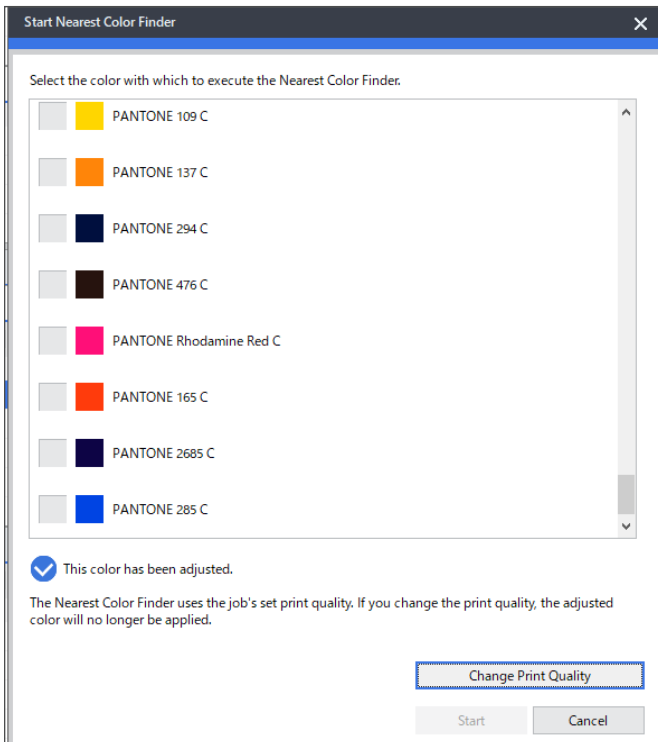 Start Nearest Color Finder
Select the color with which to execute the Nearest Color Finder.
PANTONE 109 C
PANTONE 137 C
PANTONE 294 C
PANTONE 476 C
PANTONE Rhodamine Red C
PANTONE 165 C
PANTONE 2685 C
PANTONE 285 C
This color has been adjusted.
The Nearest Color Finder uses the job's set print quality. If you change the print quality, the adjusted
color will no longer be applied.
Change Print Quality
Start Cancel